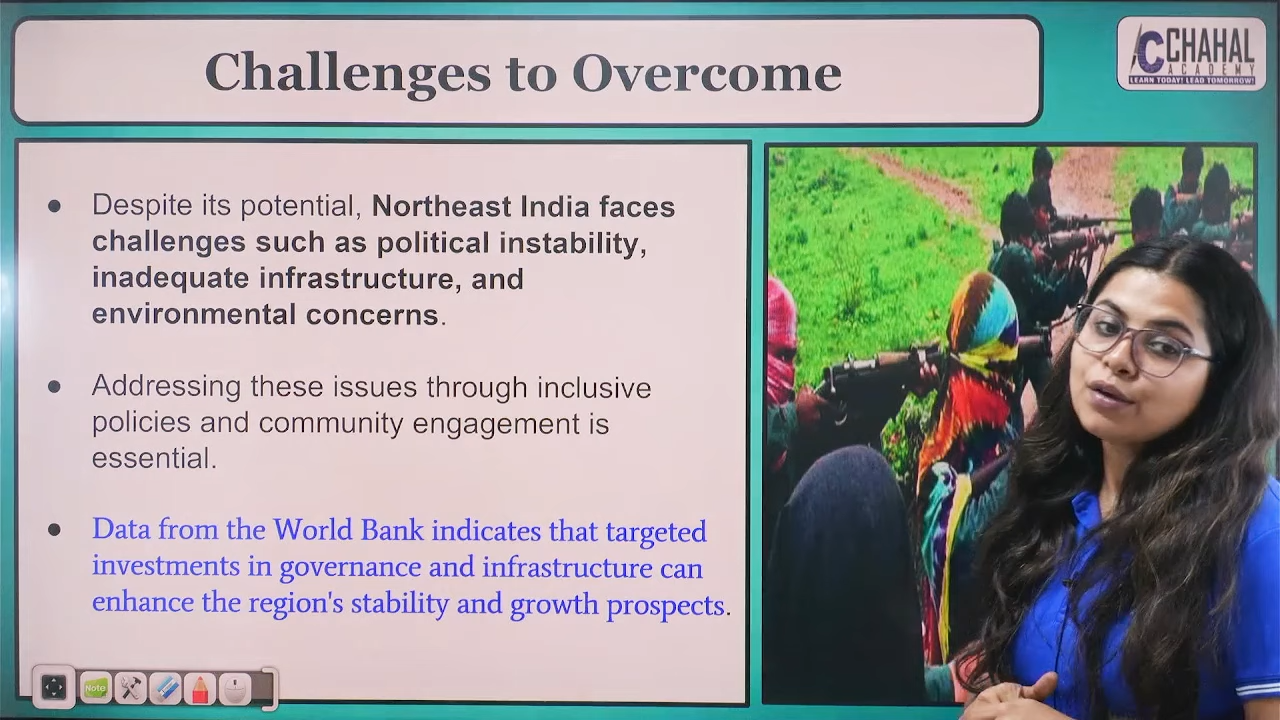 Challenges to Overcome
CHAHAL
ACADEMY
LEARN TODAY! LEAD TOMORROW!
● Despite its potential, Northeast India faces
challenges such as political instability,
inadequate infrastructure, and
environmental concerns.
● Addressing these issues through inclusive
policies and community engagement is
essential.
● Data from the World Bank indicates that targeted
investments in governance and infrastructure can
enhance the region's stability and growth prospects.
Note